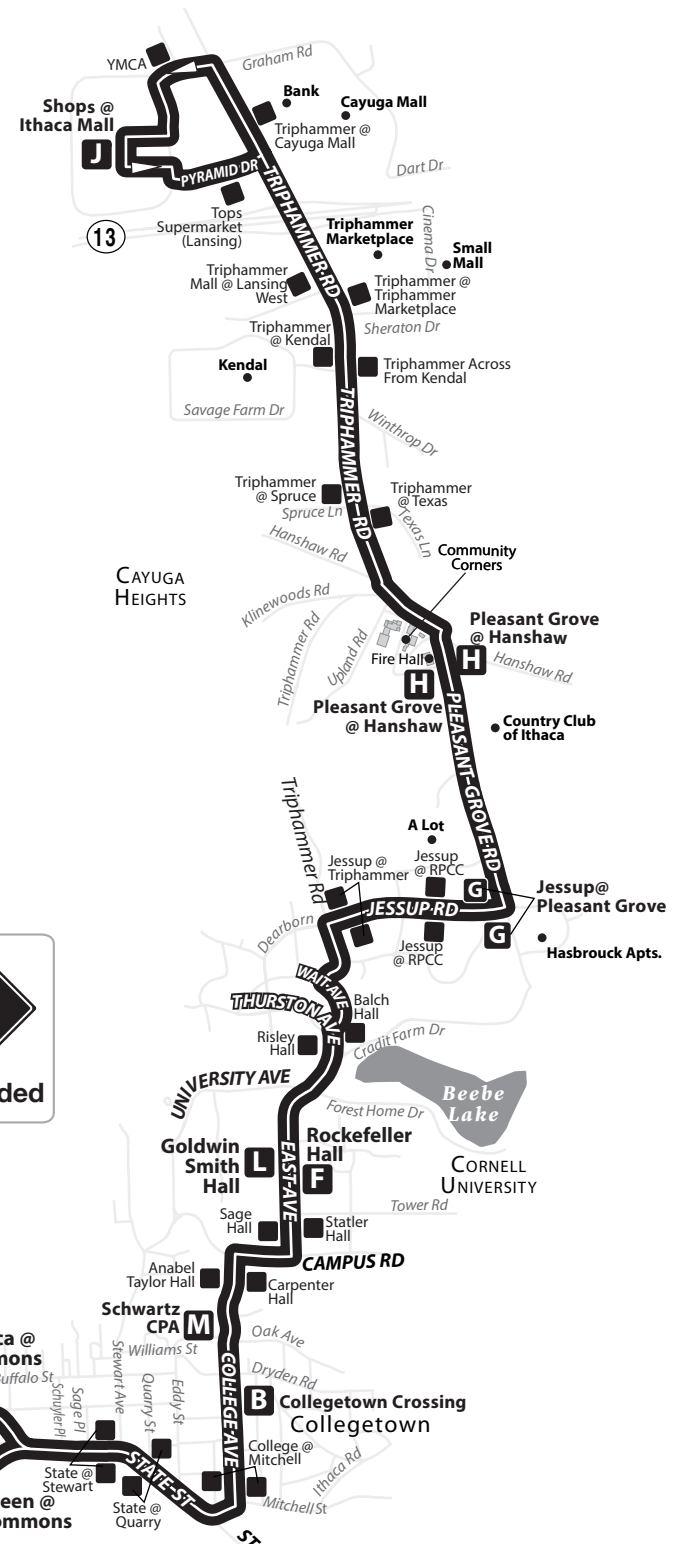 YMCA
Graham Rd
Bank
Cayuga Mall
Shops @
Ithaca Mall
J
Triphammer @
Cayuga Mall
PYRAMID DR
Dart Dr
Tops
Supermarket
(Lansing)
13
TRIPHAMMER RD
Triphammer
Marketplace
Cinema Dr
Small
Mall
Triphammer
Mall @ Lansing
West
Triphammer @
Triphammer
Marketplace
Triphammer
@ Kendal
Sheraton Dr
Kendal
Triphammer Across
From Kendal
Savage Farm Dr
TRIPHAMMER RD
Winthrop Dr
Triphammer
@ Spruce
Spruce Ln
Triphammer
@ Texas
Texas Ln
Hanshaw Rd
Community
Corners
CAYUGA
HEIGHTS
Klinewoods Rd
Triphammer Rd
Upland Rd
Fire Hall
Pleasant Grove
@ Hanshaw
H
Hanshaw Rd
H
Pleasant Grove
@ Hanshaw
PLEASANT GROVE RD
Country Club
of Ithaca
Triphammer Rd
A Lot
Jessup @
Triphammer
Jessup
@ RPCC
G
Jessup@
Pleasant Grove
JESSUP RD
Dearborn
Jessup
@ RPCC
G
Hasbrouck Apts.
WAIT AVE
THURSTON AVE
Balch
Hall
Risley
Hall
Cradit Farm Dr
UNIVERSITY AVE
Beebe
Lake
Forest Home Dr
Goldwin
Smith
Hall
L
EAST AVE
Rockefeller
Hall
F
CORNELL
UNIVERSITY
Tower Rd
Sage
Hall
Statler
Hall
CAMPUS RD
Anabel
Taylor Hall
Carpenter
Hall
Schwartz
CPA
M
Oak Ave
Williams St
COLLEGE AVE
Dryden Rd
B
Collegetown Crossing
Collegetown
ded
ca @
mons
uffalo St
Schuyler Pl
Sage Pl
Stewart Ave
Quarry St
Eddy St
College @
Mitchell
Ithaca Rd
STATE ST
State @
Stewart
State @
Quarry
Mitchell St
een @
ommons
ST